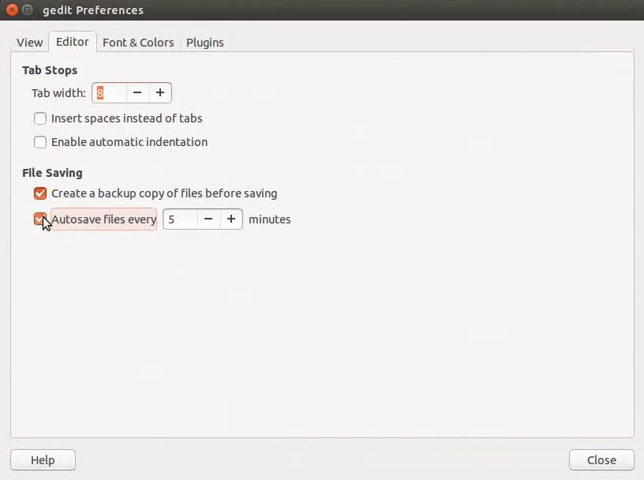 gedit Preferences
View Editor Font & Colors Plugins
Tab Stops
Tab width: 8 - +
Insert spaces instead of tabs
Enable automatic indentation
File Saving
Create a backup copy of files before saving
Autosave files every 5 - + minutes
Help Close